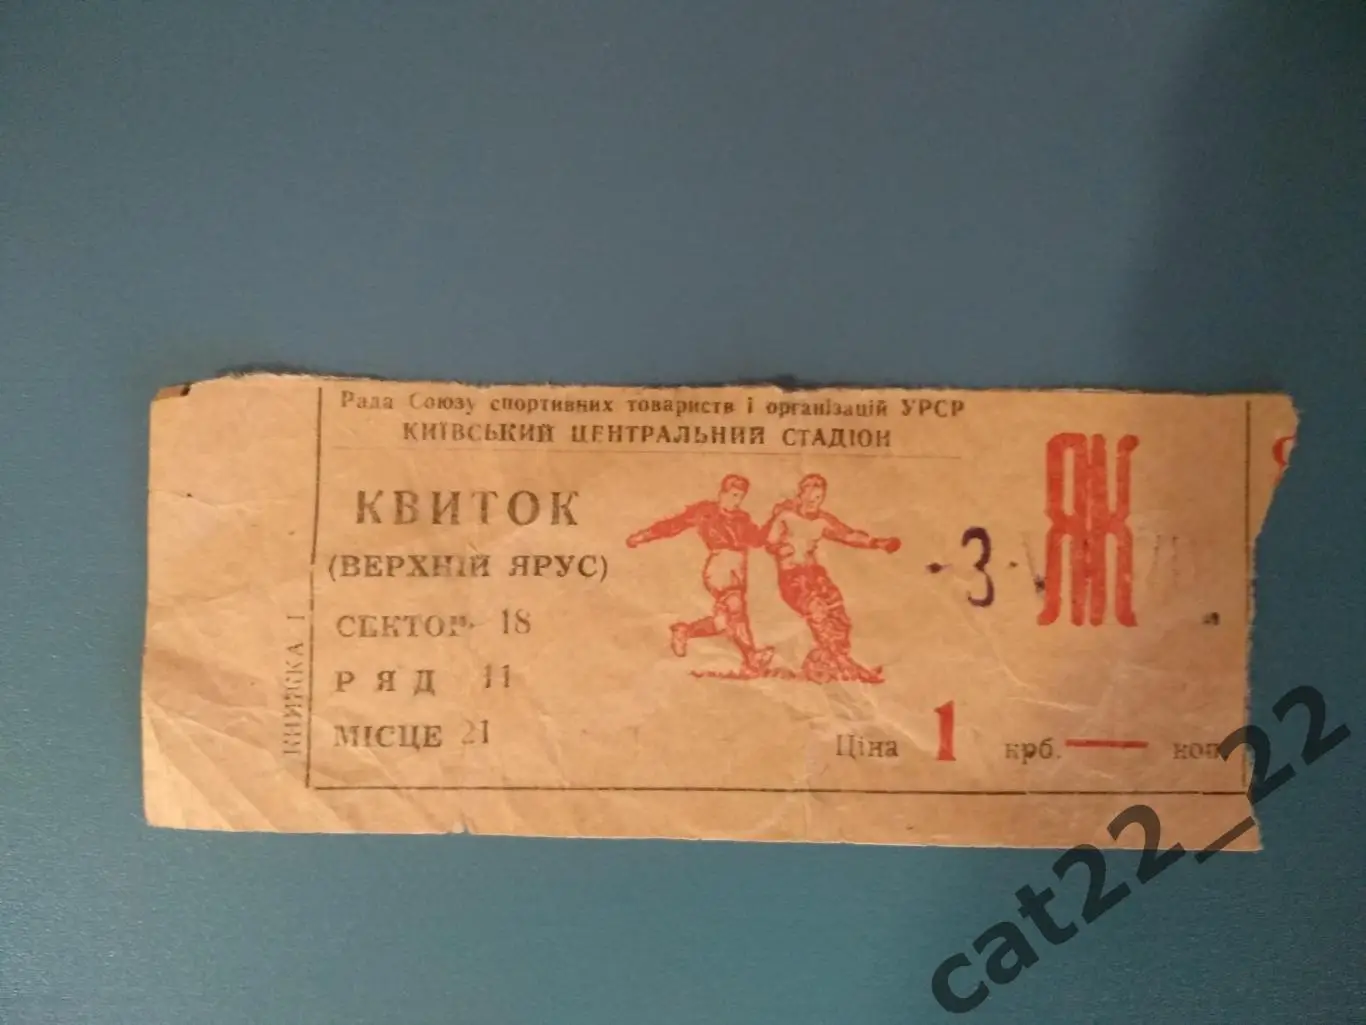 Рада Союзу спортивних товариств і організацій УРСР
КИЇВСЬКИЙ ЦЕНТРАЛЬНИЙ СТАДІОН
КВИТОК
(ВЕРХНІЙ ЯРУС)
СЕКТОР 18
РЯД 11
МІСЦЕ 21
КНИЖКА 1
- 3
ЯЖ
Ціна 1 крб. — коп.
cat22_22